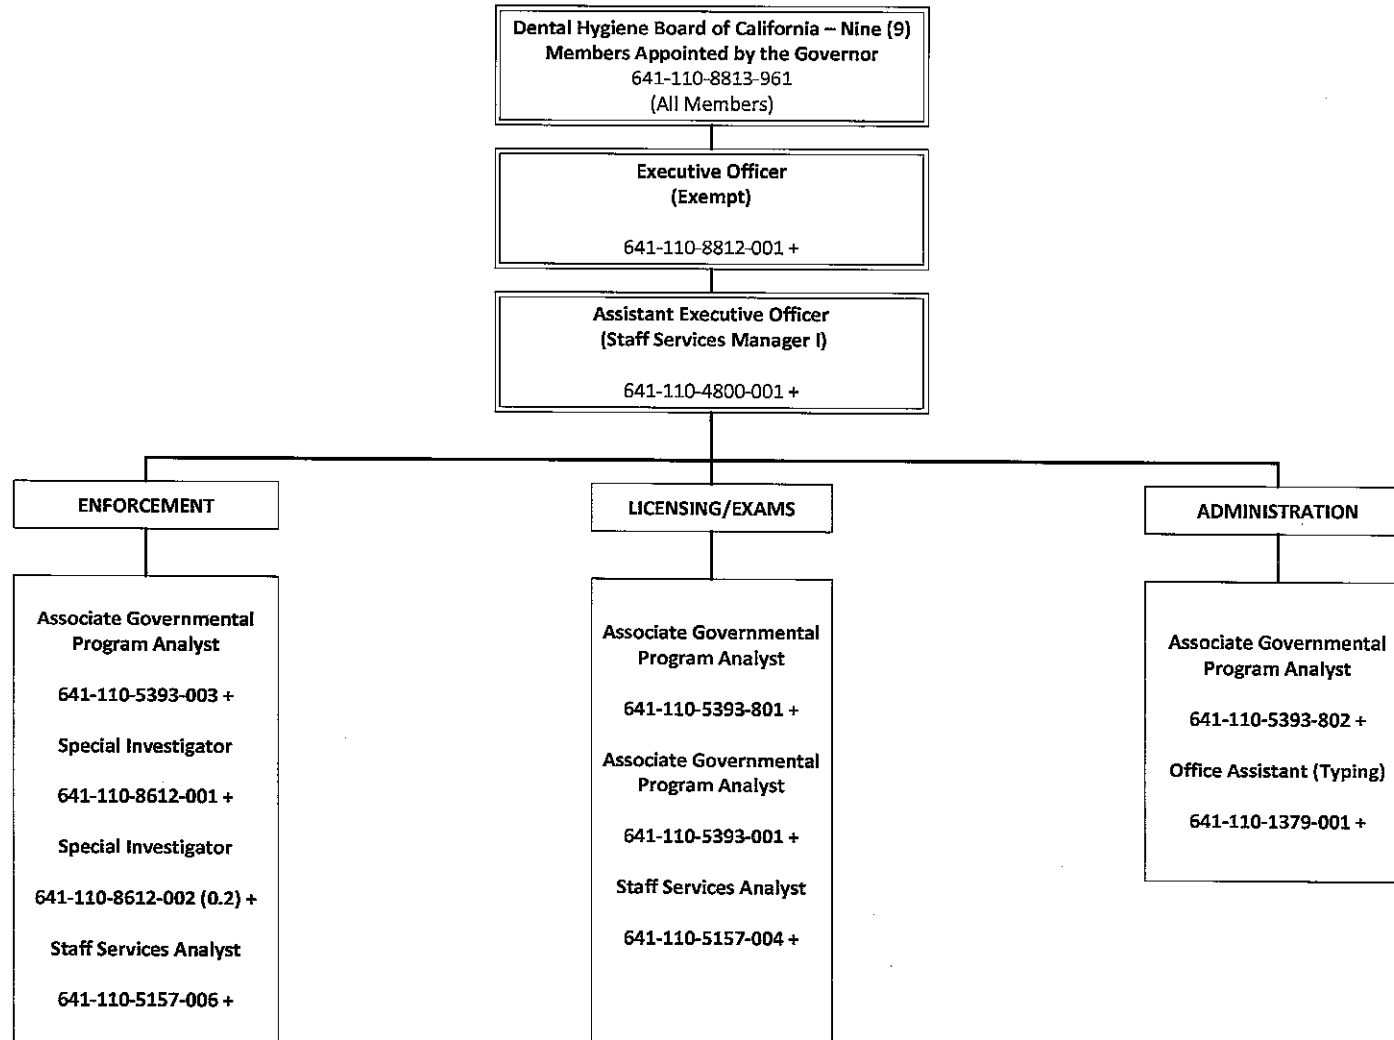 Dental Hygiene Board of California – Nine (9)
Members Appointed by the Governor
641-110-8813-961
(All Members)
Executive Officer
(Exempt)
641-110-8812-001 +
Assistant Executive Officer
(Staff Services Manager I)
641-110-4800-001 +
ENFORCEMENT
Associate Governmental
Program Analyst
641-110-5393-003 +
Special Investigator
641-110-8612-001 +
Special Investigator
641-110-8612-002 (0.2) +
Staff Services Analyst
641-110-5157-006 +
LICENSING/EXAMS
Associate Governmental
Program Analyst
641-110-5393-801 +
Associate Governmental
Program Analyst
641-110-5393-001 +
Staff Services Analyst
641-110-5157-004 +
ADMINISTRATION
Associate Governmental
Program Analyst
641-110-5393-802 +
Office Assistant (Typing)
641-110-1379-001 +